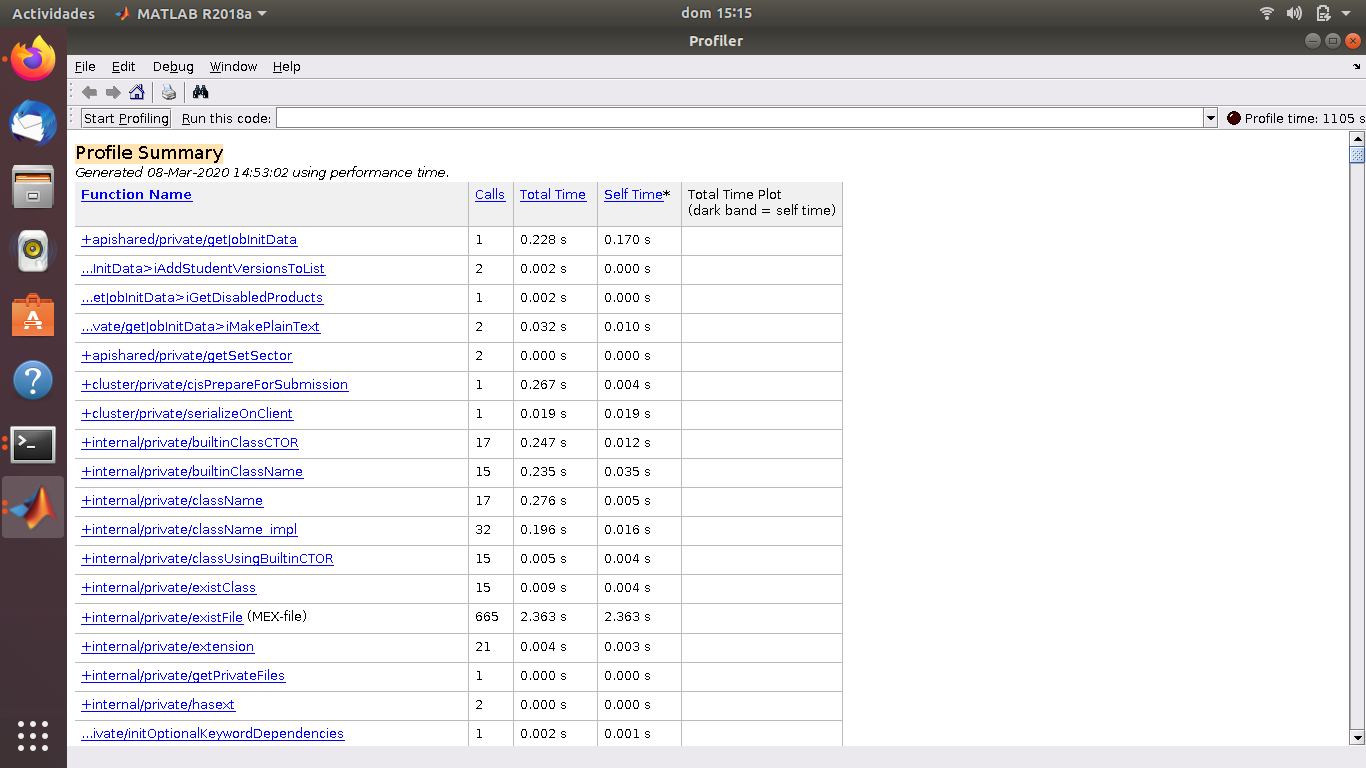 Actividades MATLAB R2018a dom 15:15
Profiler
File Edit Debug Window Help
Start Profiling Run this code: Profile time: 1105 s
Profile Summary
Generated 08-Mar-2020 14:53:02 using performance time.
Function Name Calls Total Time Self Time* Total Time Plot
(dark band = self time)
+apishared/private/getJobInitData 1 0.228 s 0.170 s
...InitData>iAddStudentVersionsToList 2 0.002 s 0.000 s
...etJobInitData>iGetDisabledProducts 1 0.002 s 0.000 s
...vate/getJobInitData>iMakePlainText 2 0.032 s 0.010 s
+apishared/private/getSetSector 2 0.000 s 0.000 s
+cluster/private/cjsPrepareForSubmission 1 0.267 s 0.004 s
+cluster/private/serializeOnClient 1 0.019 s 0.019 s
+internal/private/builtinClassCTOR 17 0.247 s 0.012 s
+internal/private/builtinClassName 15 0.235 s 0.035 s
+internal/private/className 17 0.276 s 0.005 s
+internal/private/className_impl 32 0.196 s 0.016 s
+internal/private/classUsingBuiltinCTOR 15 0.005 s 0.004 s
+internal/private/existClass 15 0.009 s 0.004 s
+internal/private/existFile (MEX-file) 665 2.363 s 2.363 s
+internal/private/extension 21 0.004 s 0.003 s
+internal/private/getPrivateFiles 1 0.000 s 0.000 s
+internal/private/hasext 2 0.000 s 0.000 s
...ivate/initOptionalKeywordDependencies 1 0.002 s 0.001 s